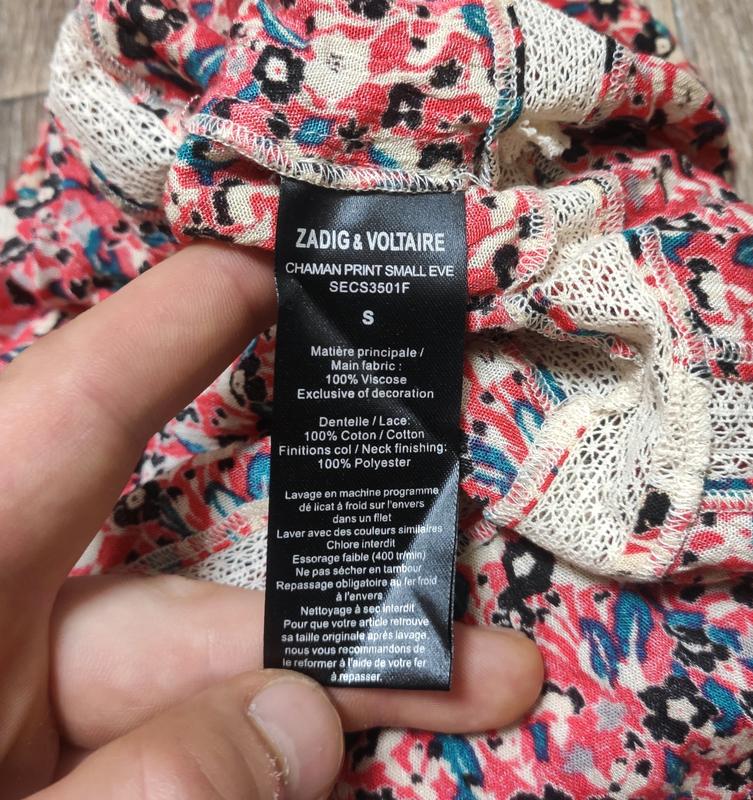 ZADIG & VOLTAIRE
CHAMAN PRINT SMALL EVE
SECS3501F
S
Matière principale /
Main fabric :
100% Viscose
Exclusive of decoration
Dentelle / Lace:
100% Coton / Cotton
Finitions col / Neck finishing:
100% Polyester
Lavage en machine programme
dé licat à froid sur l'envers
dans un filet
Laver avec des couleurs similaires
Chlore interdit
Essorage faible (400 tr/min)
Ne pas sécher en tambour
Repassage obligatoire au fer froid
à l'envers
Nettoyage à sec interdit
Pour que votre article retrouve
sa taille originale après lavage,
nous vous recommandons de
le reformer à l'aide de votre fer
à repasser.